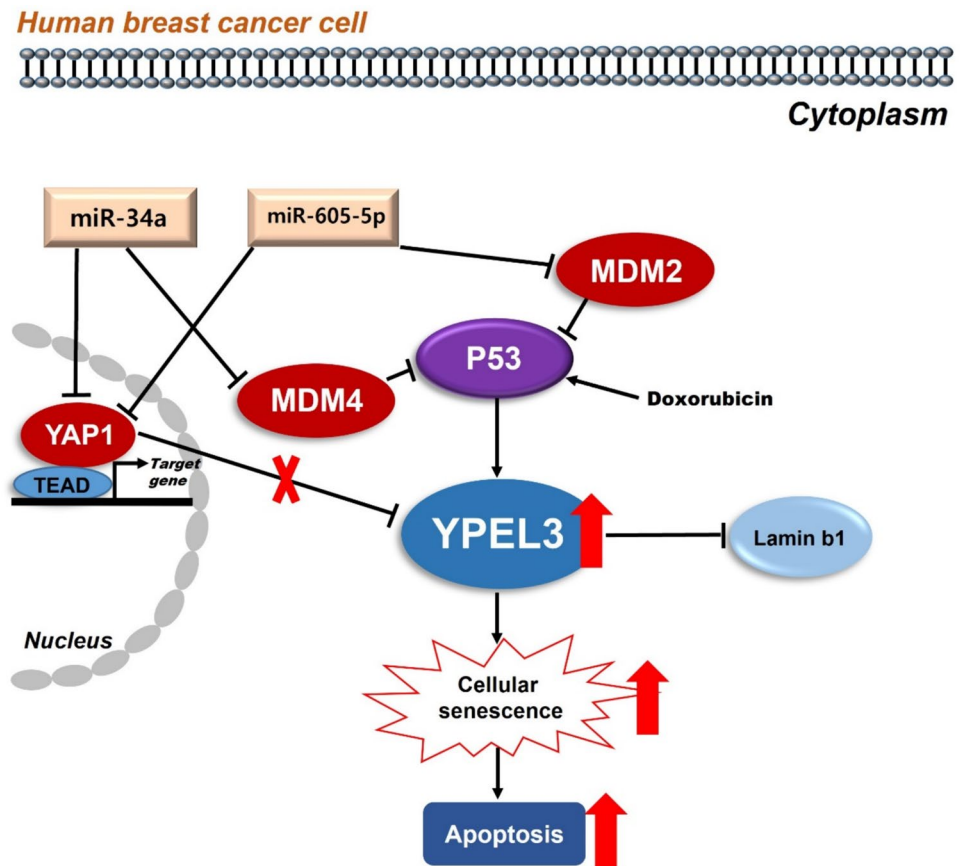 Human breast cancer cell
Cytoplasm
miR-34a
miR-605-5p
MDM2
P53
MDM4
Doxorubicin
YAP1
Target
gene
TEAD
YPEL3
Lamin b1
Nucleus
Cellular
senescence
Apoptosis